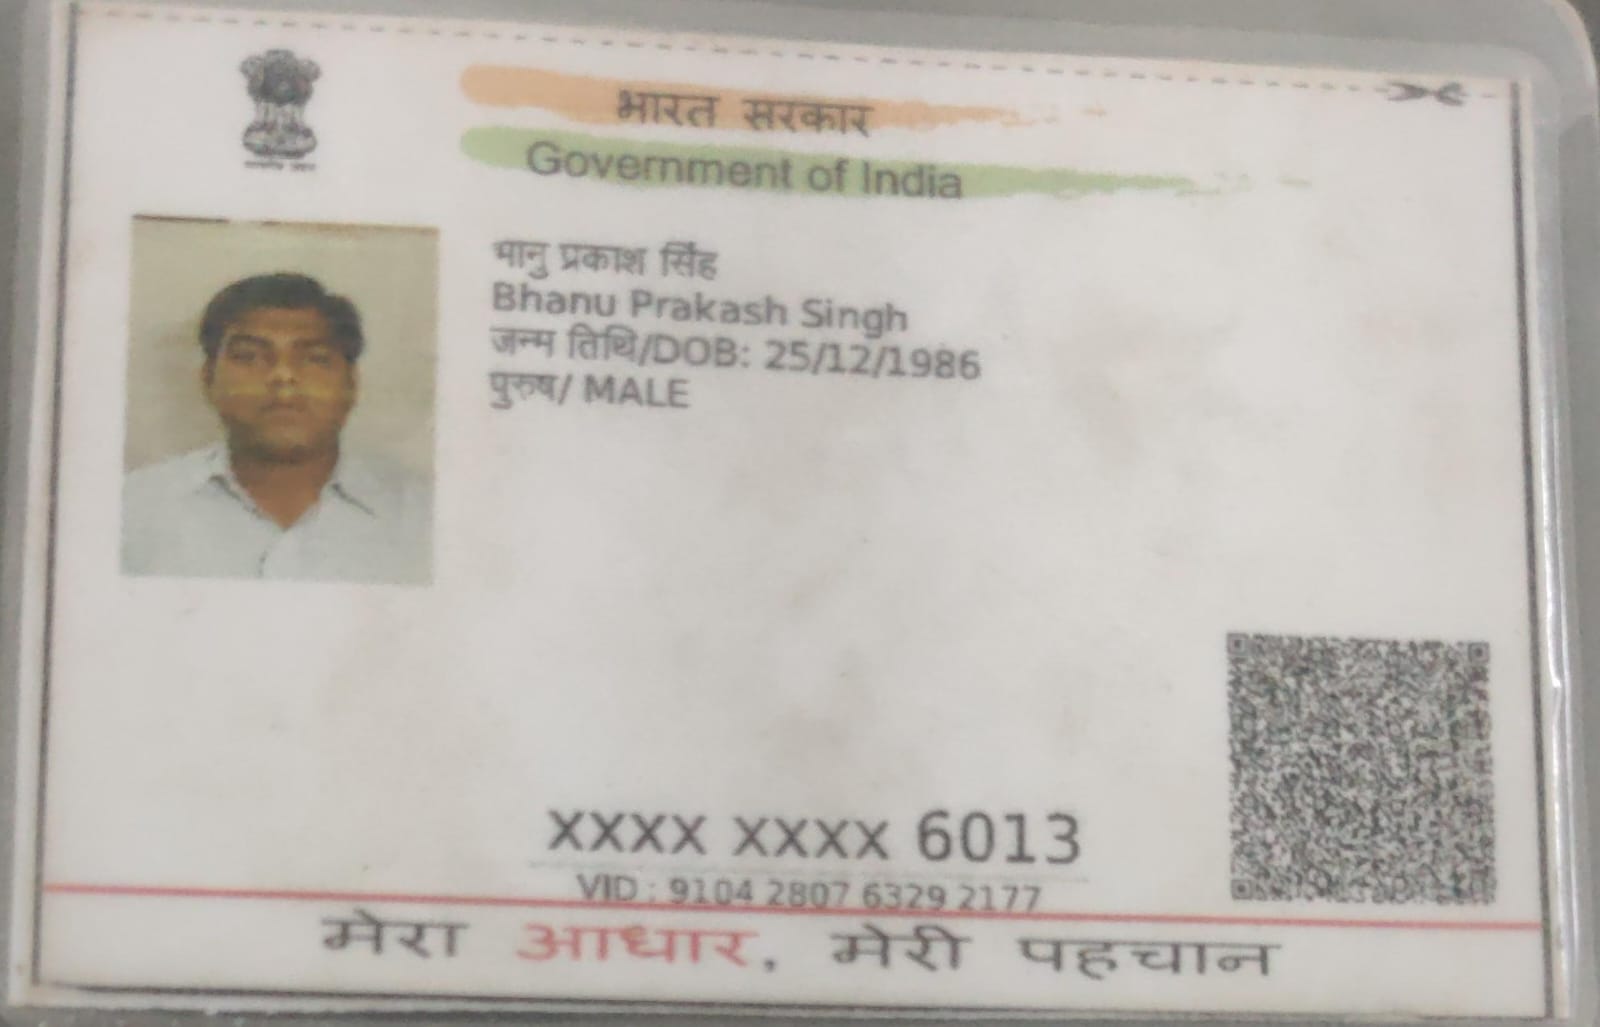 भारत सरकार
Government of India
भानु प्रकाश सिंह
Bhanu Prakash Singh
जन्म तिथि/DOB: 25/12/1986
पुरुष/ MALE
XXXX XXXX 6013
VID : 9104 2807 6329 2177
मेरा आधार, मेरी पहचान